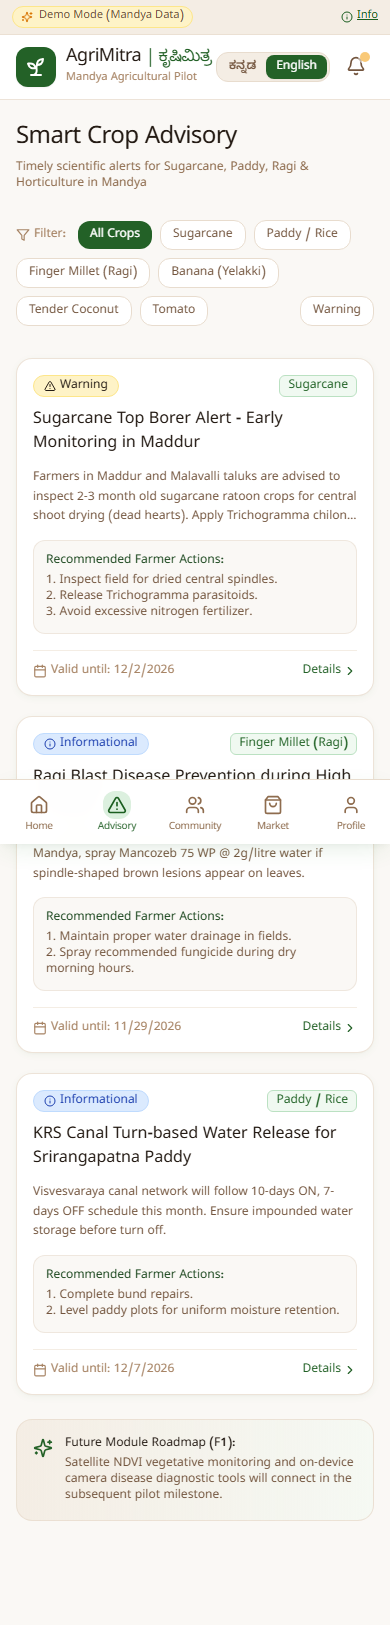 Demo Mode (Mandya Data)
Info
AgriMitra | ಕೃಷಿಮಿತ್ರ
Mandya Agricultural Pilot
ಕನ್ನಡ
English
Smart Crop Advisory
Timely scientific alerts for Sugarcane, Paddy, Ragi &
Horticulture in Mandya
Filter:
All Crops
Sugarcane
Paddy / Rice
Finger Millet (Ragi)
Banana (Yelakki)
Tender Coconut
Tomato
Warning
Warning
Sugarcane
Sugarcane Top Borer Alert - Early
Monitoring in Maddur
Farmers in Maddur and Malavalli taluks are advised to
inspect 2-3 month old sugarcane ratoon crops for central
shoot drying (dead hearts). Apply Trichogramma chilon...
Recommended Farmer Actions:
1. Inspect field for dried central spindles.
2. Release Trichogramma parasitoids.
3. Avoid excessive nitrogen fertilizer.
Valid until: 12/2/2026
Details
Informational
Finger Millet (Ragi)
Ragi Blast Disease Prevention during High
Home
Advisory
Community
Market
Profile
Mandya, spray Mancozeb 75 WP @ 2g/litre water if
spindle-shaped brown lesions appear on leaves.
Recommended Farmer Actions:
1. Maintain proper water drainage in fields.
2. Spray recommended fungicide during dry
morning hours.
Valid until: 11/29/2026
Details
Informational
Paddy / Rice
KRS Canal Turn-based Water Release for
Srirangapatna Paddy
Visvesvaraya canal network will follow 10-days ON, 7-
days OFF schedule this month. Ensure impounded water
storage before turn off.
Recommended Farmer Actions:
1. Complete bund repairs.
2. Level paddy plots for uniform moisture retention.
Valid until: 12/7/2026
Details
Future Module Roadmap (F1):
Satellite NDVI vegetative monitoring and on-device
camera disease diagnostic tools will connect in the
subsequent pilot milestone.